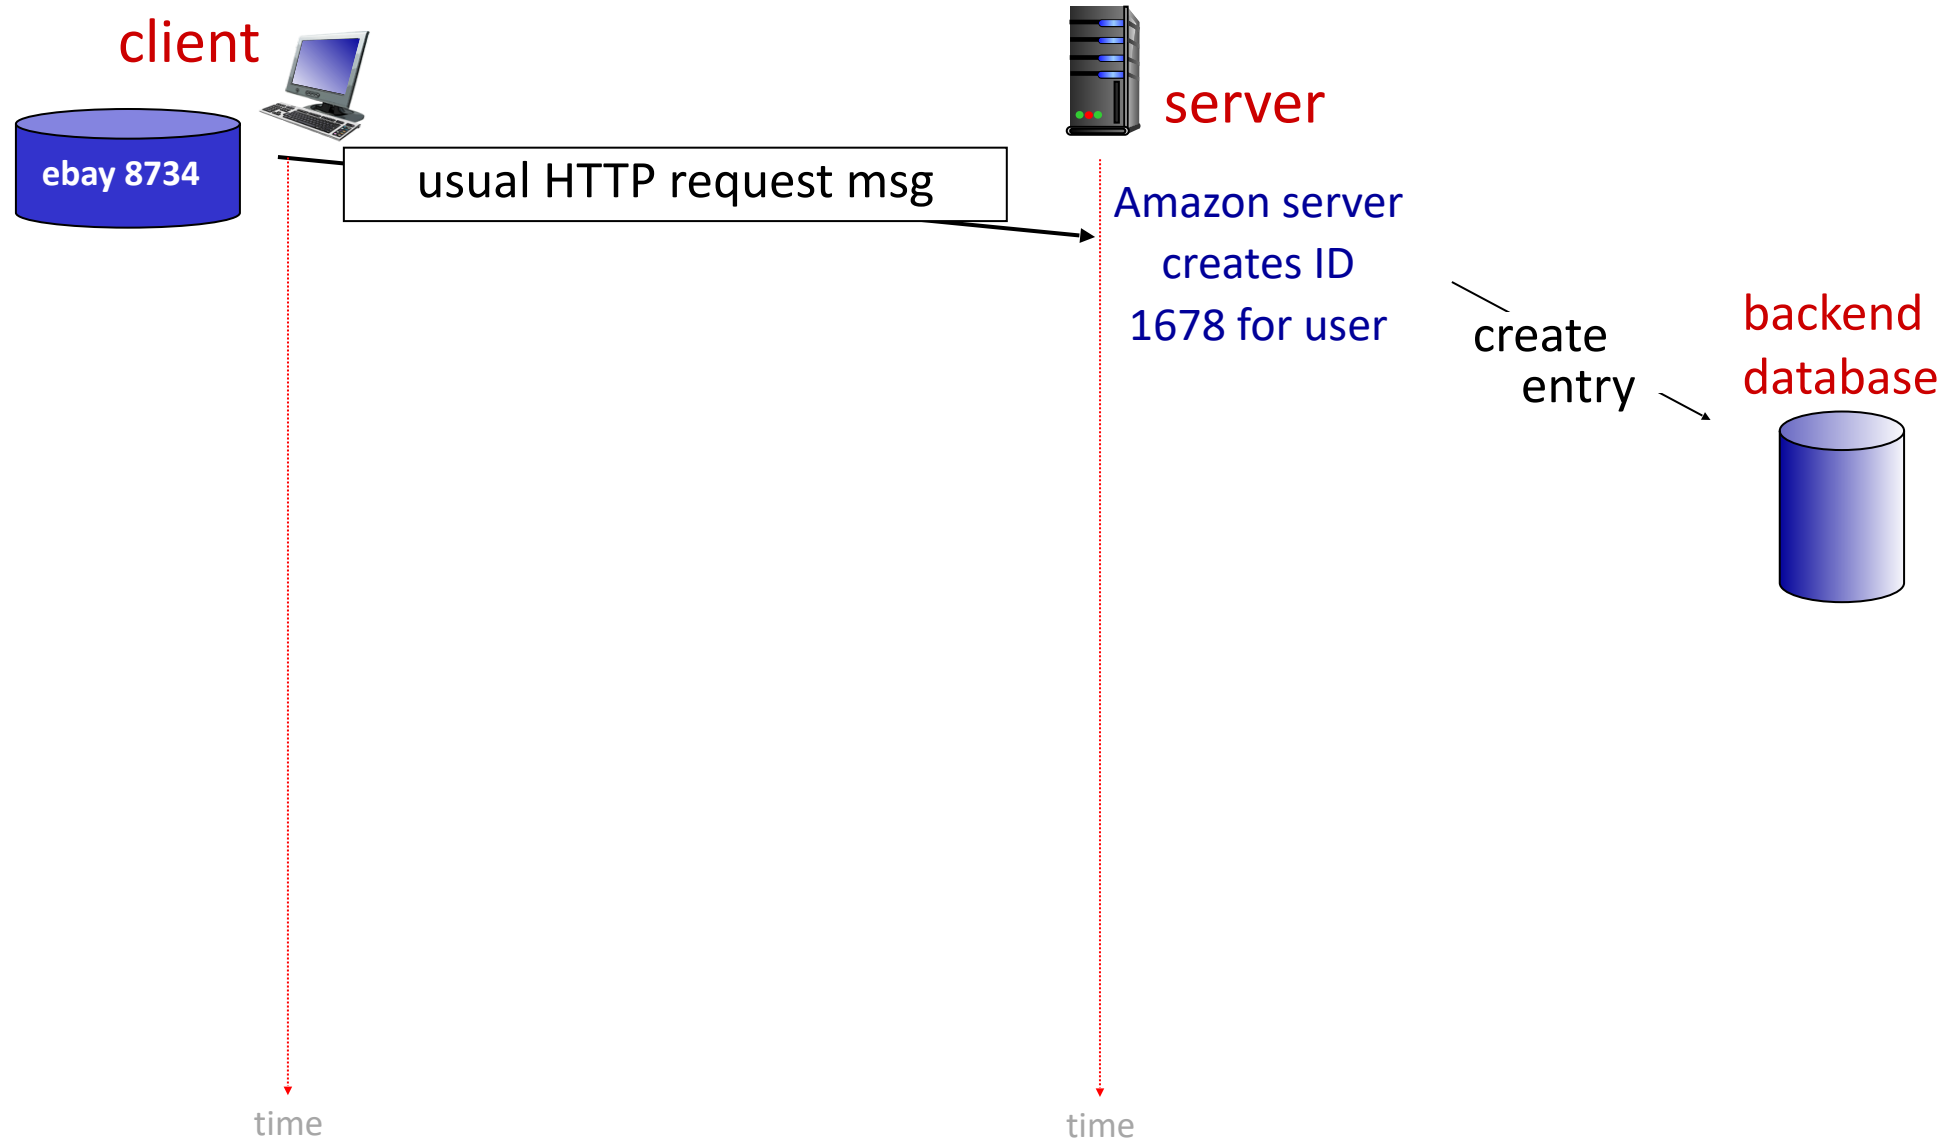 client
server
ebay 8734
usual HTTP request msg
Amazon server
creates ID
1678 for user
create
entry
backend
database
time
time